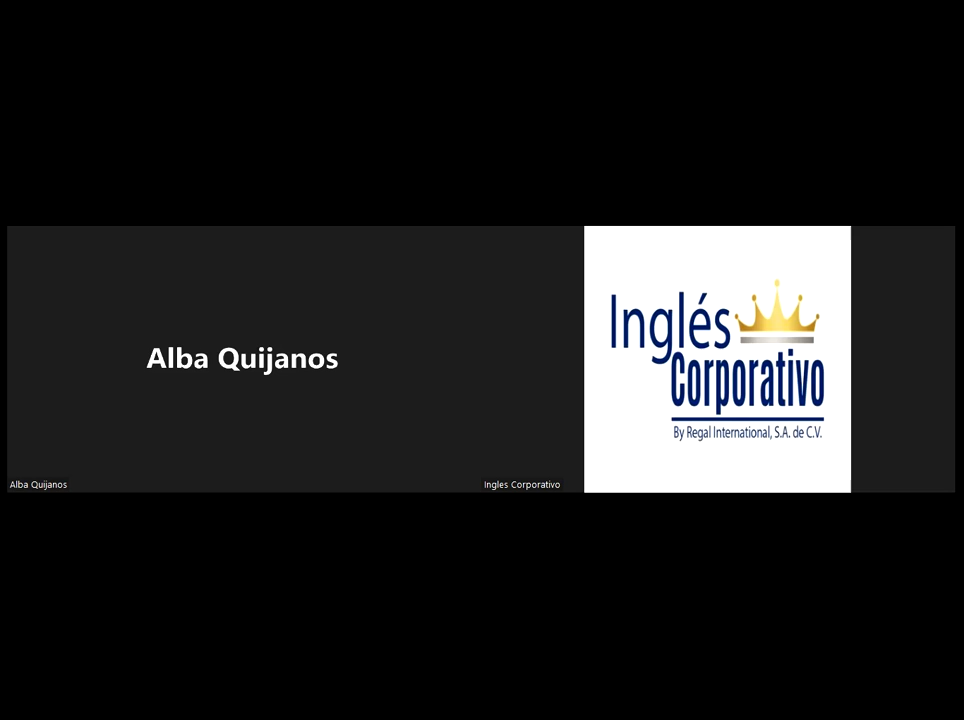 Alba Quijanos
Alba Quijanos
Inglés
Corporativo
By Regal International, S.A. de C.V.
Ingles Corporativo